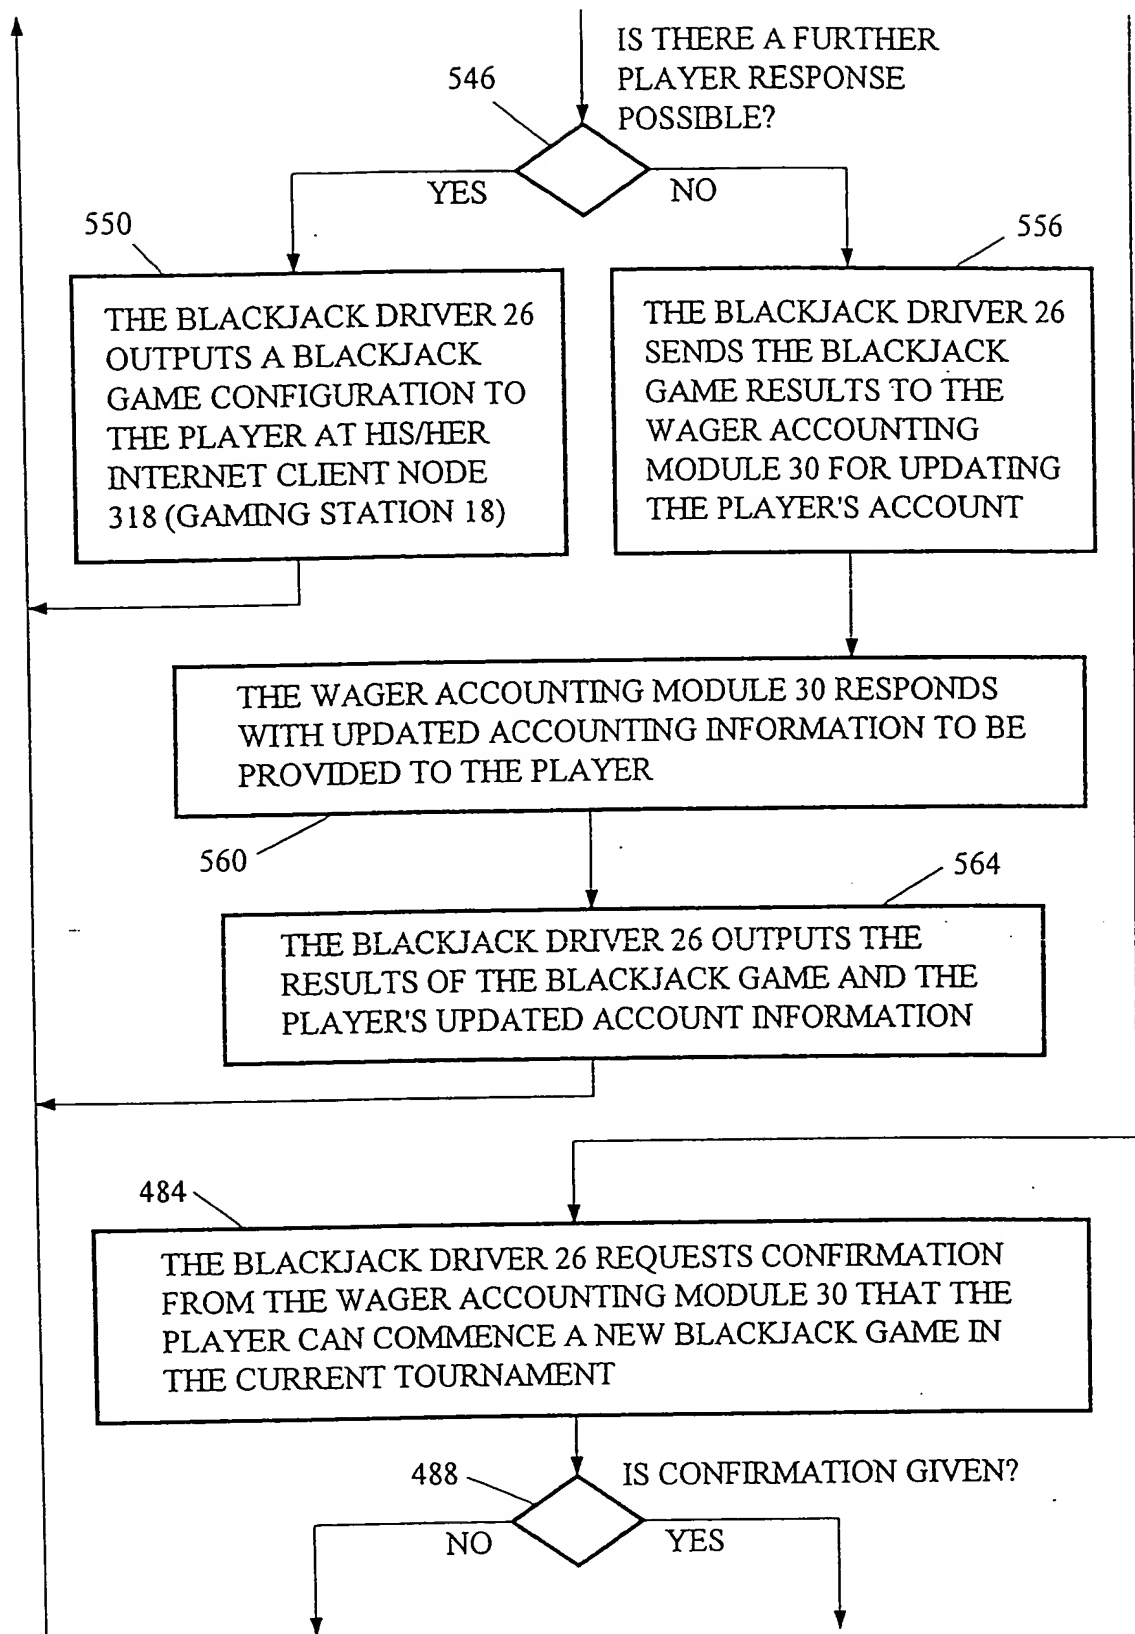 IS THERE A FURTHER
PLAYER RESPONSE
POSSIBLE?
546
YES
NO
550
556
THE BLACKJACK DRIVER 26
OUTPUTS A BLACKJACK
GAME CONFIGURATION TO
THE PLAYER AT HIS/HER
INTERNET CLIENT NODE
318 (GAMING STATION 18)
THE BLACKJACK DRIVER 26
SENDS THE BLACKJACK
GAME RESULTS TO THE
WAGER ACCOUNTING
MODULE 30 FOR UPDATING
THE PLAYER'S ACCOUNT
THE WAGER ACCOUNTING MODULE 30 RESPONDS
WITH UPDATED ACCOUNTING INFORMATION TO BE
PROVIDED TO THE PLAYER
560
564
THE BLACKJACK DRIVER 26 OUTPUTS THE
RESULTS OF THE BLACKJACK GAME AND THE
PLAYER'S UPDATED ACCOUNT INFORMATION
484
THE BLACKJACK DRIVER 26 REQUESTS CONFIRMATION
FROM THE WAGER ACCOUNTING MODULE 30 THAT THE
PLAYER CAN COMMENCE A NEW BLACKJACK GAME IN
THE CURRENT TOURNAMENT
488
IS CONFIRMATION GIVEN?
NO
YES